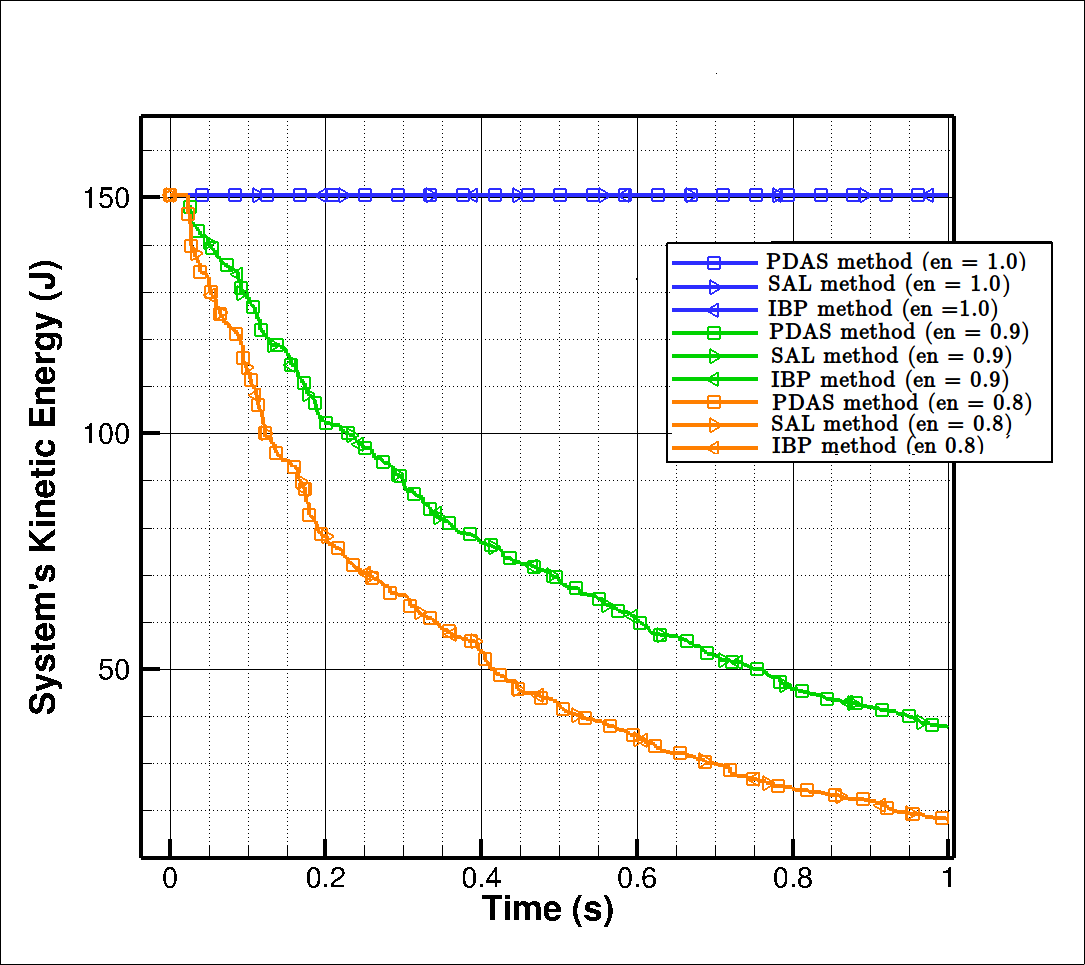 150
100
50
System's Kinetic Energy (J)
PDAS method (en = 1.0)
SAL method (en = 1.0)
IBP method (en =1.0)
PDAS method (en = 0.9)
SAL method (en = 0.9)
IBP method (en = 0.9)
PDAS method (en = 0.8)
SAL method (en = 0.8)
IBP method (en 0.8)
0 0.2 0.4 0.6 0.8 1
Time (s)